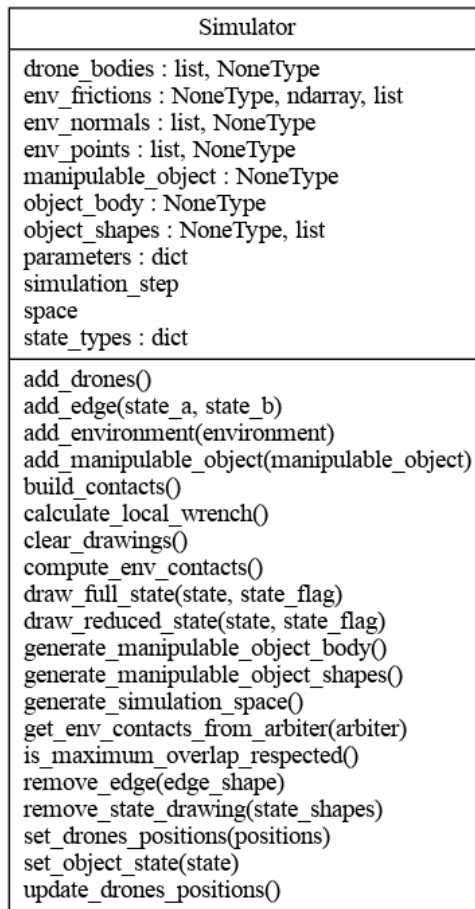 Simulator
drone_bodies : list, NoneType
env_frictions : NoneType, ndarray, list
env_normals : list, NoneType
env_points : list, NoneType
manipulable_object : NoneType
object_body : NoneType
object_shapes : NoneType, list
parameters : dict
simulation_step
space
state_types : dict
add_drones()
add_edge(state_a, state_b)
add_environment(environment)
add_manipulable_object(manipulable_object)
build_contacts()
calculate_local_wrench()
clear_drawings()
compute_env_contacts()
draw_full_state(state, state_flag)
draw_reduced_state(state, state_flag)
generate_manipulable_object_body()
generate_manipulable_object_shapes()
generate_simulation_space()
get_env_contacts_from_arbiter(arbiter)
is_maximum_overlap_respected()
remove_edge(edge_shape)
remove_state_drawing(state_shapes)
set_drones_positions(positions)
set_object_state(state)
update_drones_positions()